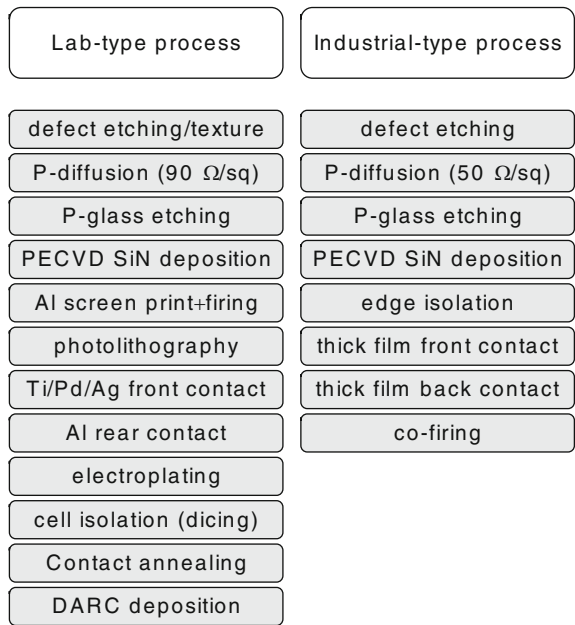 Lab-type process
Industrial-type process
defect etching/texture
defect etching
P-diffusion (90 Ω/sq)
P-diffusion (50 Ω/sq)
P-glass etching
P-glass etching
PECVD SiN deposition
PECVD SiN deposition
Al screen print+firing
edge isolation
photolithography
thick film front contact
Ti/Pd/Ag front contact
thick film back contact
Al rear contact
co-firing
electroplating
cell isolation (dicing)
Contact annealing
DARC deposition